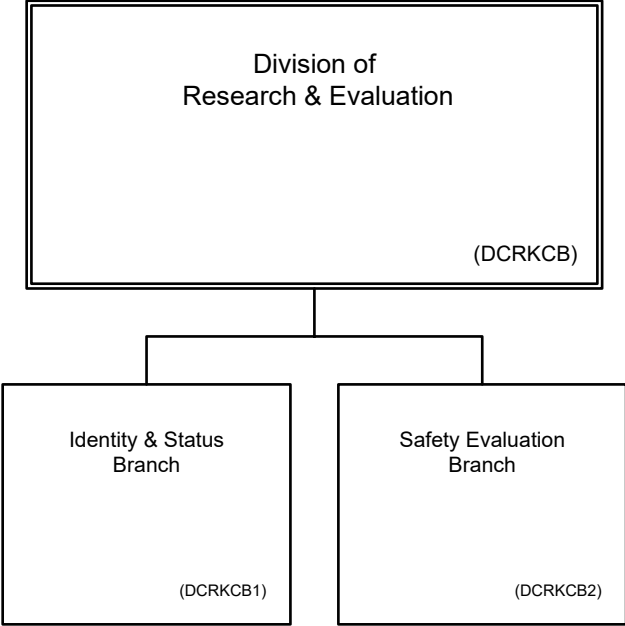 Division of
Research & Evaluation
(DCRKCB)
Identity & Status
Branch
(DCRKCB1)
Safety Evaluation
Branch
(DCRKCB2)